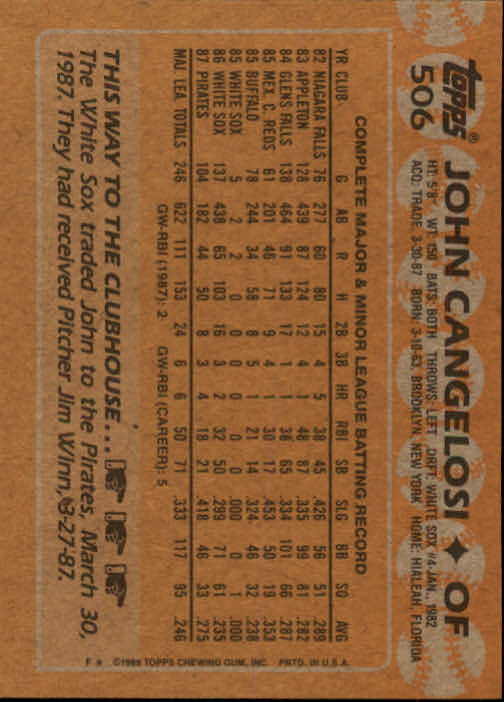 topps®
506
JOHN CANGELOSI ✦ OF
HT: 5'8" WT: 150 BATS: BOTH THROWS: LEFT DRFT: WHITE SOX #4-JAN., 1982
ACQ: TRADE, 3-30-87 BORN: 3-10-63, BROOKLYN, NEW YORK HOME: HIALEAH, FLORIDA
COMPLETE MAJOR & MINOR LEAGUE BATTING RECORD
YR CLUB G AB R H 2B 3B HR RBI SB SLG BB SO AVG
82 NIAGARA FALLS 76 277 60 80 15 4 5 38 45 .426 56 51 .289
83 APPLETON 128 439 87 124 12 4 1 48 87 .335 99 81 .282
84 GLENS FALLS 138 464 91 133 17 1 1 38 65 .334 101 66 .287
85 MEX. C. REDS 61 201 46 71 9 4 1 30 17 .453 50 19 .353
85 BUFFALO 78 244 34 58 8 5 1 21 14 .324 46 32 .238
85 WHITE SOX 5 2 2 0 0 0 0 0 0 .000 0 1 .000
86 WHITE SOX 137 438 65 103 16 3 2 32 50 .299 71 61 .235
87 PIRATES 104 182 44 50 8 3 4 18 21 .418 46 33 .275
MAJ. LEA. TOTALS 246 622 111 153 24 6 6 50 71 .333 117 95 .246
GW-RBI (1987): 2 GW-RBI (CAREER): 5
THIS WAY TO THE CLUBHOUSE...
The White Sox traded John to the Pirates, March 30,
1987. They had received Pitcher Jim Winn, 3-27-87.
©1988 TOPPS CHEWING GUM, INC. PRTD. IN U.S.A.